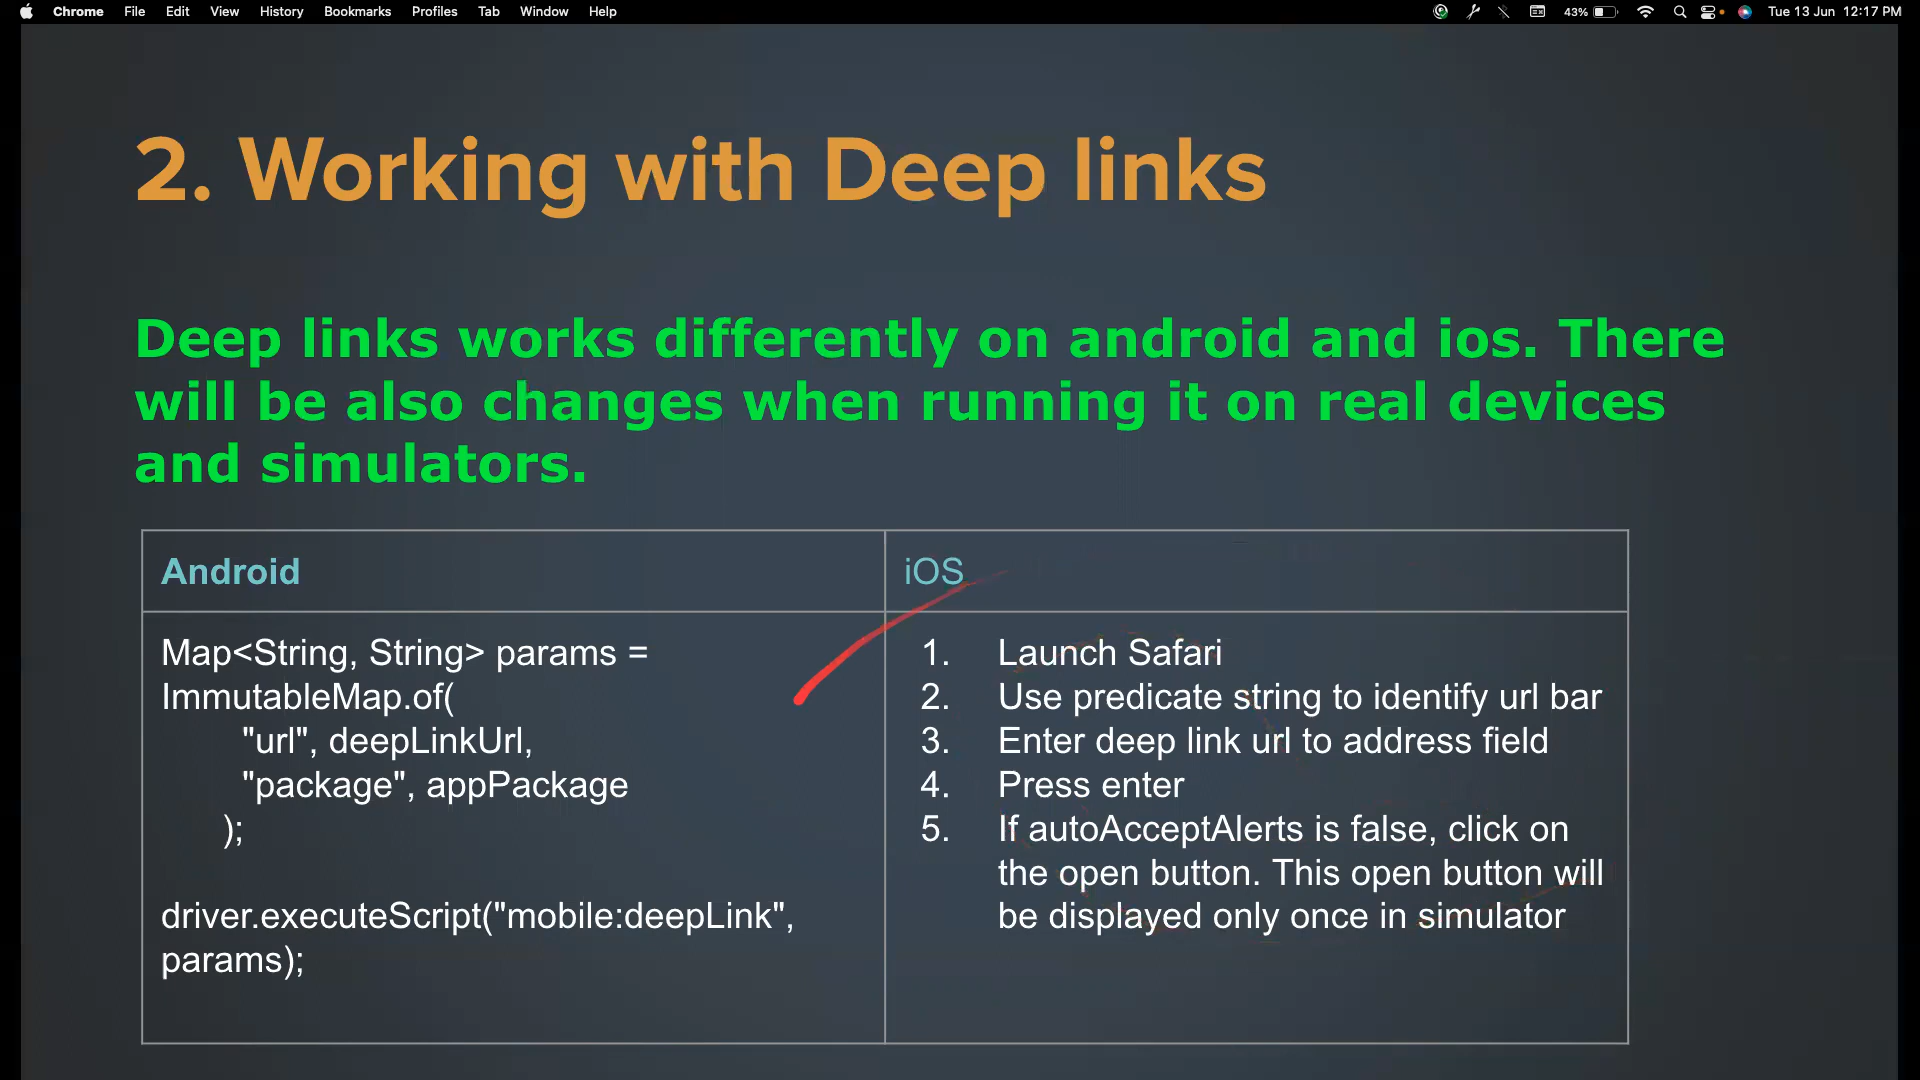 Chrome File Edit View History Bookmarks Profiles Tab Window Help 43% Tue 13 Jun 12:17 PM
2. Working with Deep links
Deep links works differently on android and ios. There
will be also changes when running it on real devices
and simulators.
Android
Map<String, String> params =
ImmutableMap.of(
"url", deepLinkUrl,
"package", appPackage
);
driver.executeScript("mobile:deepLink",
params);
iOS
1. Launch Safari
2. Use predicate string to identify url bar
3. Enter deep link url to address field
4. Press enter
5. If autoAcceptAlerts is false, click on
the open button. This open button will
be displayed only once in simulator